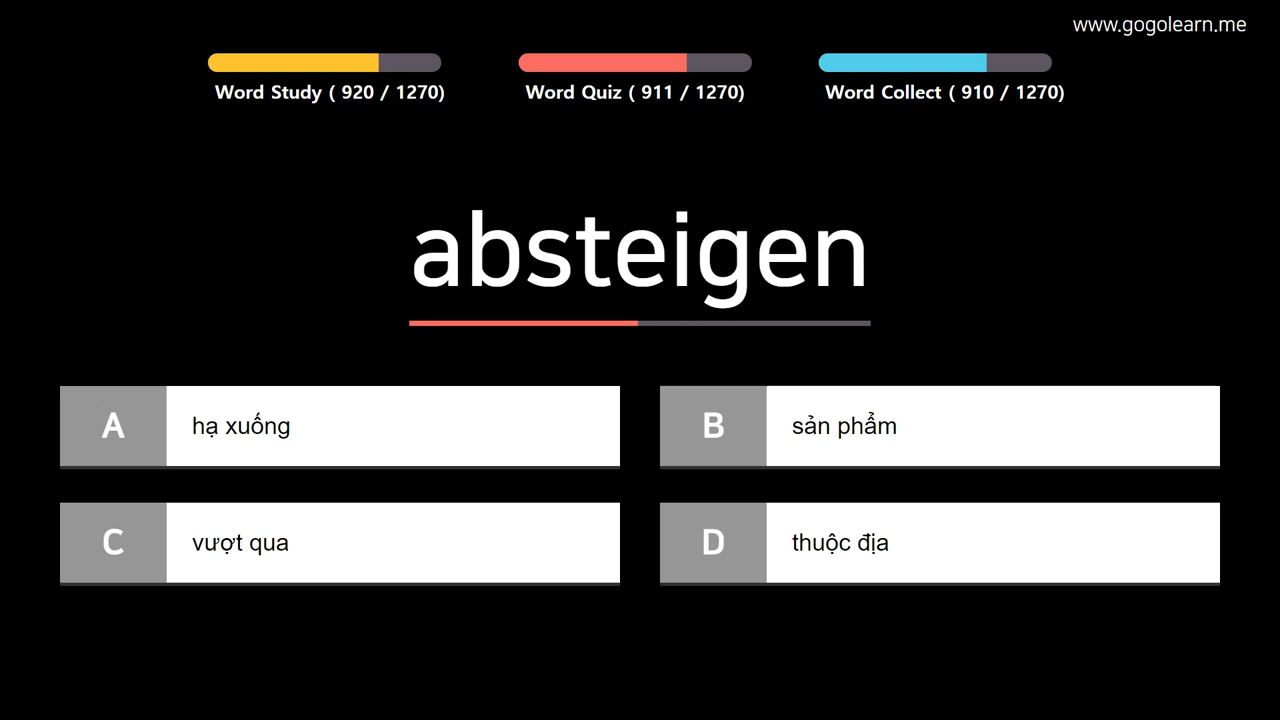 www.gogolearn.me
Word Study ( 920 / 1270)
Word Quiz ( 911 / 1270)
Word Collect ( 910 / 1270)
absteigen
A
hạ xuống
B
sản phẩm
C
vượt qua
D
thuộc địa